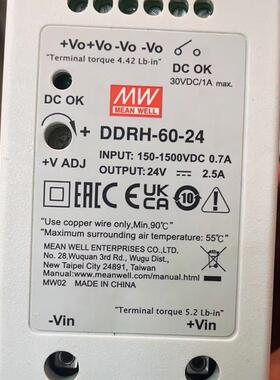 +Vo+Vo-Vo -Vo
"Terminal torque 4.42 Lb-in"
DC OK
30VDC/1A max.
DC OK
MW
MEAN WELL
+
DDRH-60-24
+V ADJ
INPUT: 150-1500VDC 0.7A
OUTPUT: 24V ⎓ 2.5A
EAC CE UK CA 10
"Use copper wire only,Min,90℃"
"Maximum surrounding air temperature: 55℃"
MEAN WELL ENTERPRISES CO.,LTD.
No. 28,Wuquan 3rd Rd., Wugu Dist.,
New Taipei City 24891, Taiwan
www.meanwell.com/manual.html
MW02 MADE IN CHINA
"Terminal torque 5.2 Lb-in"
-Vin +Vin